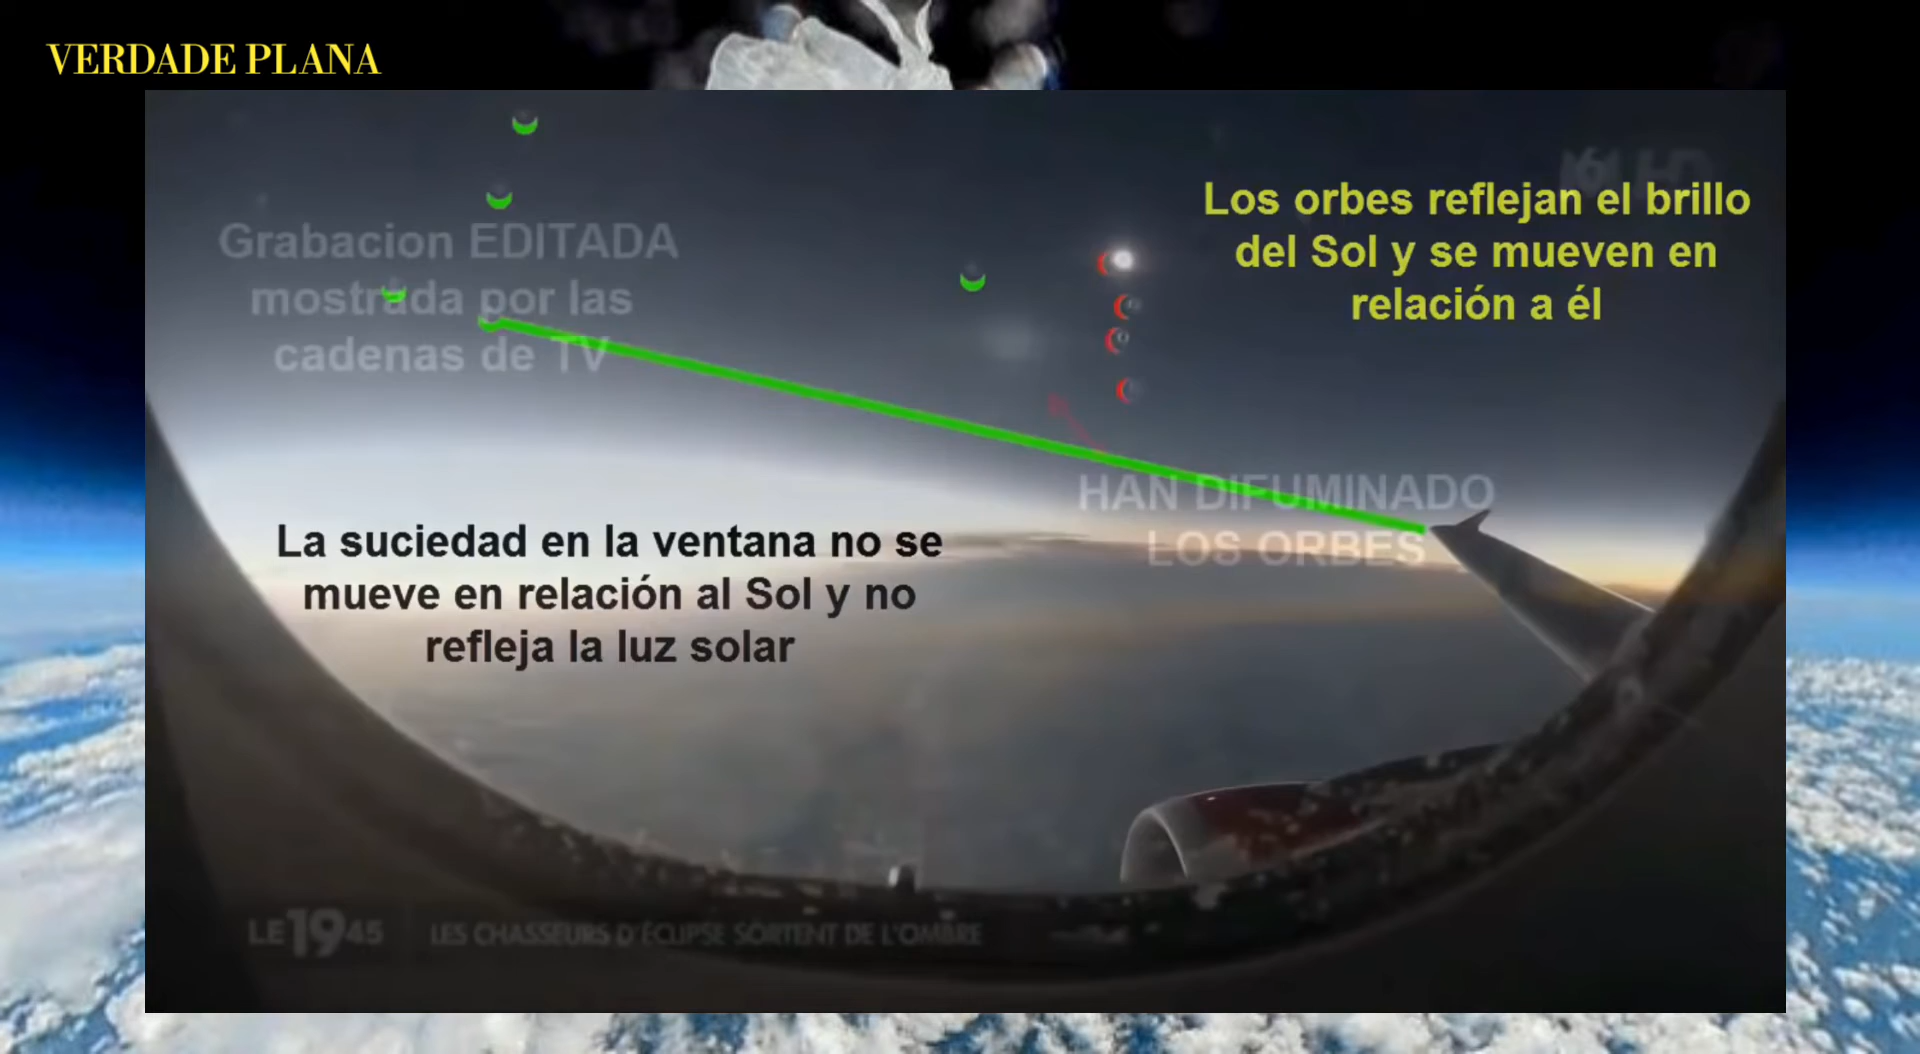 VERDADE PLANA
Los orbes reflejan el brillo
del Sol y se mueven en
relación a él
Grabacion EDITADA
mostrada por las
cadenas de TV
HAN DIFUMINADO
LOS ORBES
La suciedad en la ventana no se
mueve en relación al Sol y no
refleja la luz solar
LE 19 45
LES CHASSEURS D'ÉCLIPSE SORTENT DE L'OMBRE